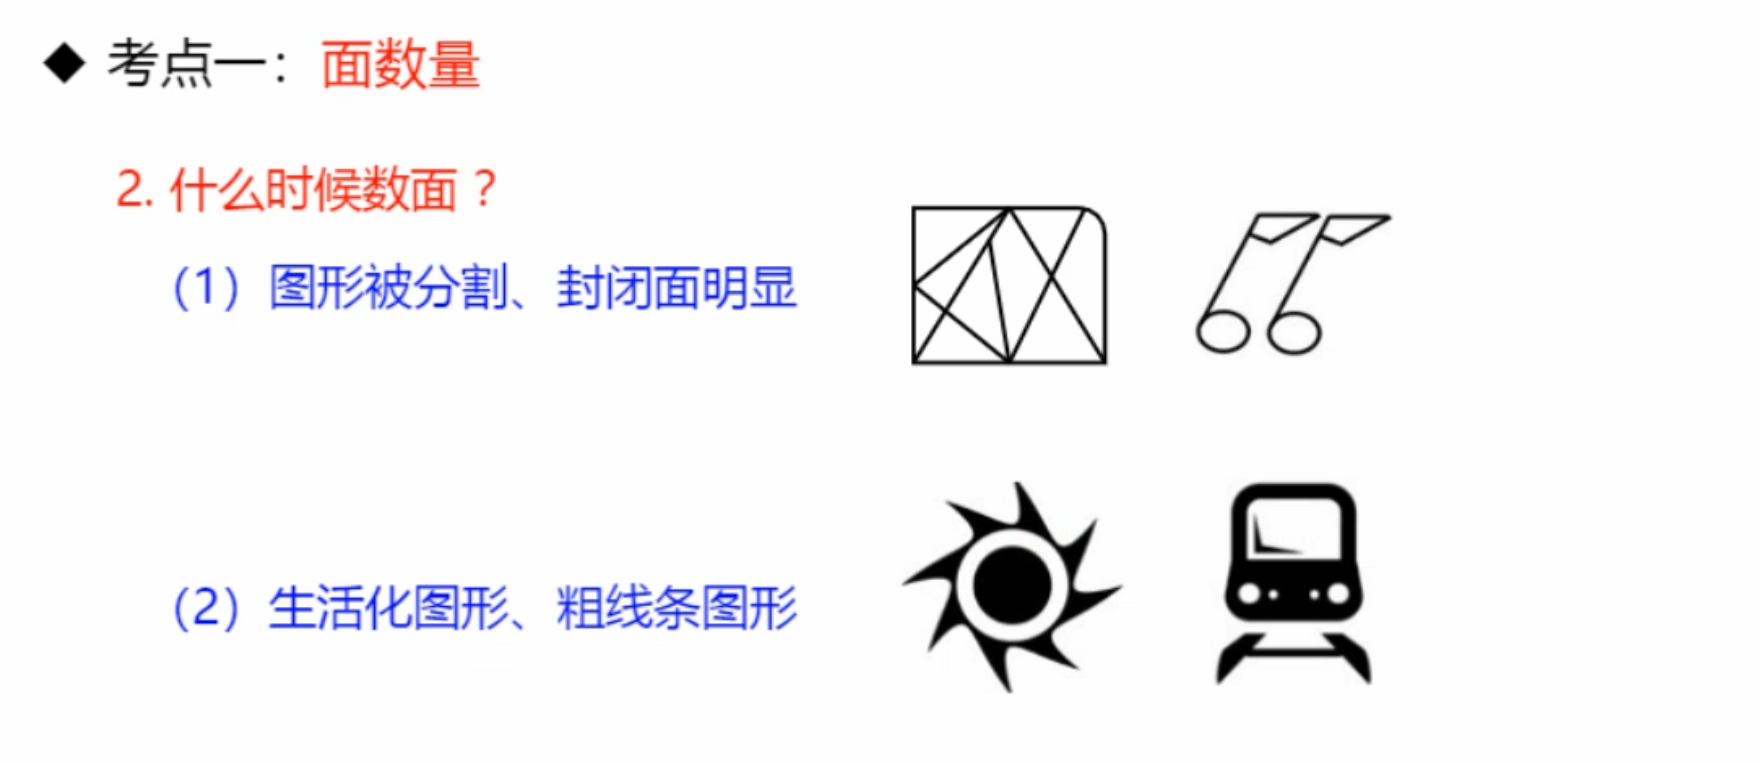 ◆ 考点一：面数量
2. 什么时候数面？
（1）图形被分割、封闭面明显
（2）生活化图形、粗线条图形